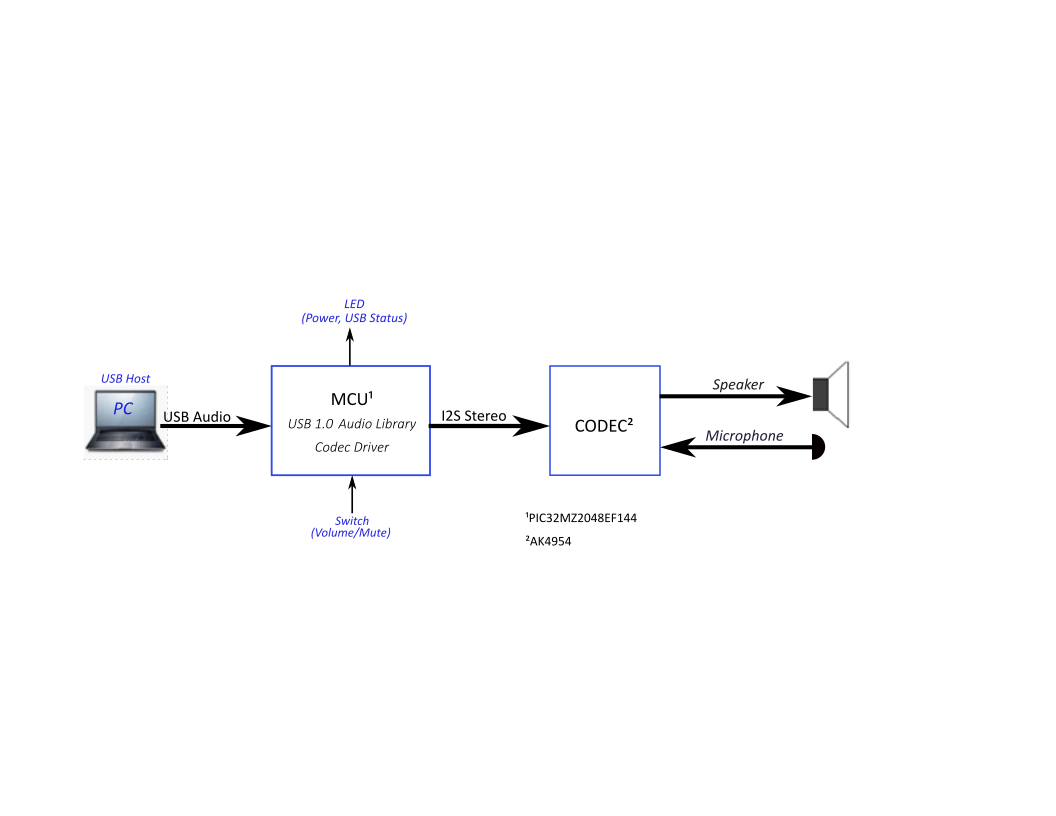 LED
(Power, USB Status)
USB Host
PC
USB Audio
MCU¹
USB 1.0 Audio Library
Codec Driver
I2S Stereo
CODEC²
Speaker
Microphone
Switch
(Volume/Mute)
¹PIC32MZ2048EF144
²AK4954